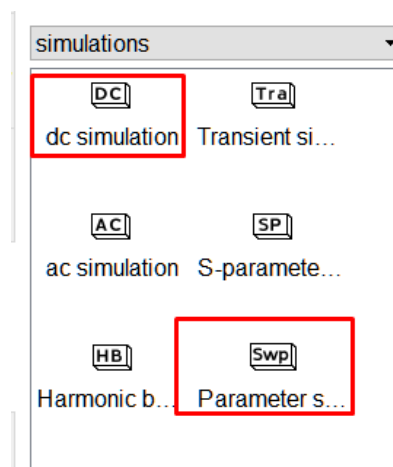 simulations
DC Tra
dc simulation Transient si...
AC SP
ac simulation S-paramete...
HB Swp
Harmonic b... Parameter s...